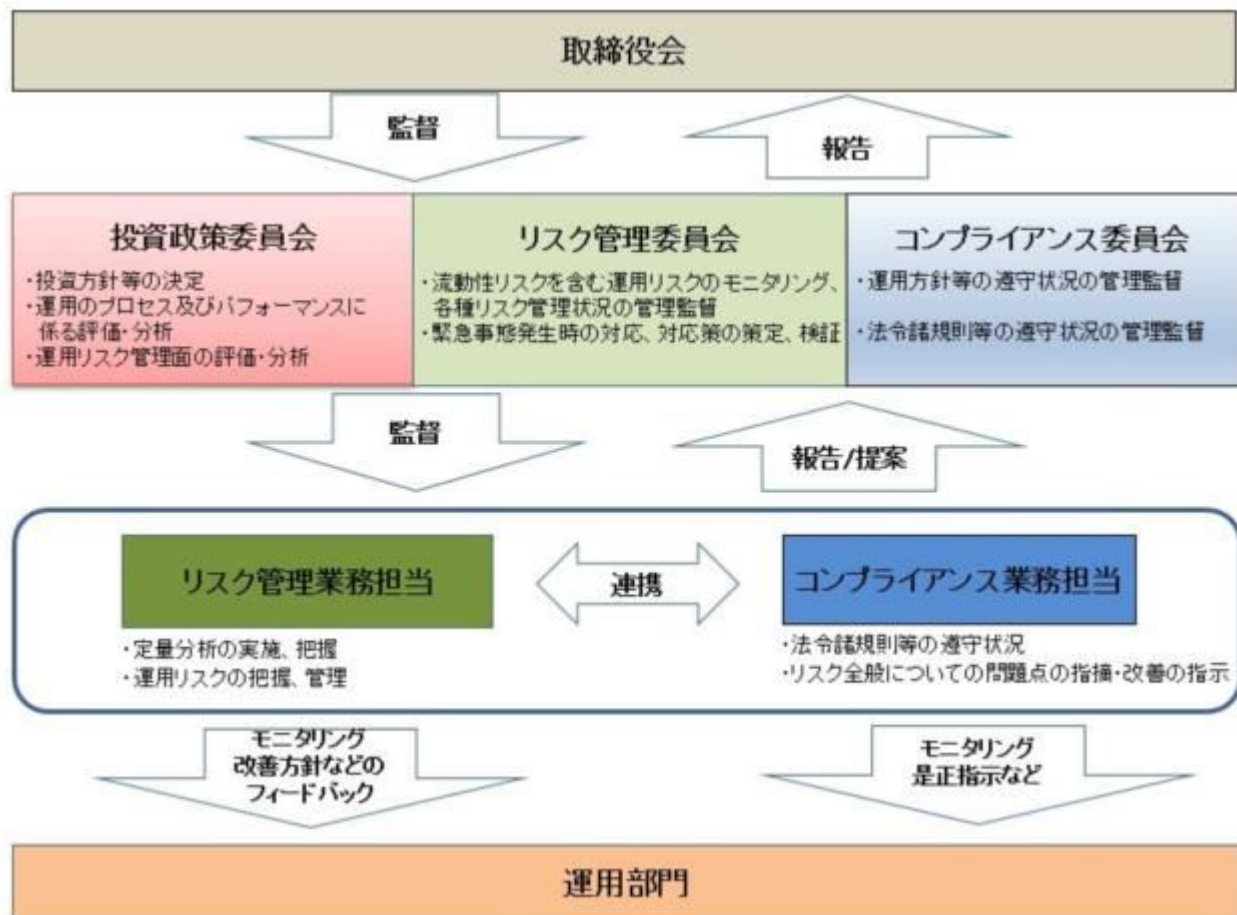 取締役会
監督
報告
投資政策委員会
・投資方針等の決定
・運用のプロセス及びパフォーマンスに
係る評価・分析
・運用リスク管理面の評価・分析
リスク管理委員会
・流動性リスクを含む運用リスクのモニタリング、
各種リスク管理状況の管理監督
・緊急事態発生時の対応、対応策の策定、検証
コンプライアンス委員会
・運用方針等の遵守状況の管理監督
・法令諸規則等の遵守状況の管理監督
監督
報告/提案
リスク管理業務担当
・定量分析の実施、把握
・運用リスクの把握、管理
連携
コンプライアンス業務担当
・法令諸規則等の遵守状況
・リスク全般についての問題点の指摘・改善の指示
モニタリング
改善方針などの
フィードバック
モニタリング
是正指示など
運用部門